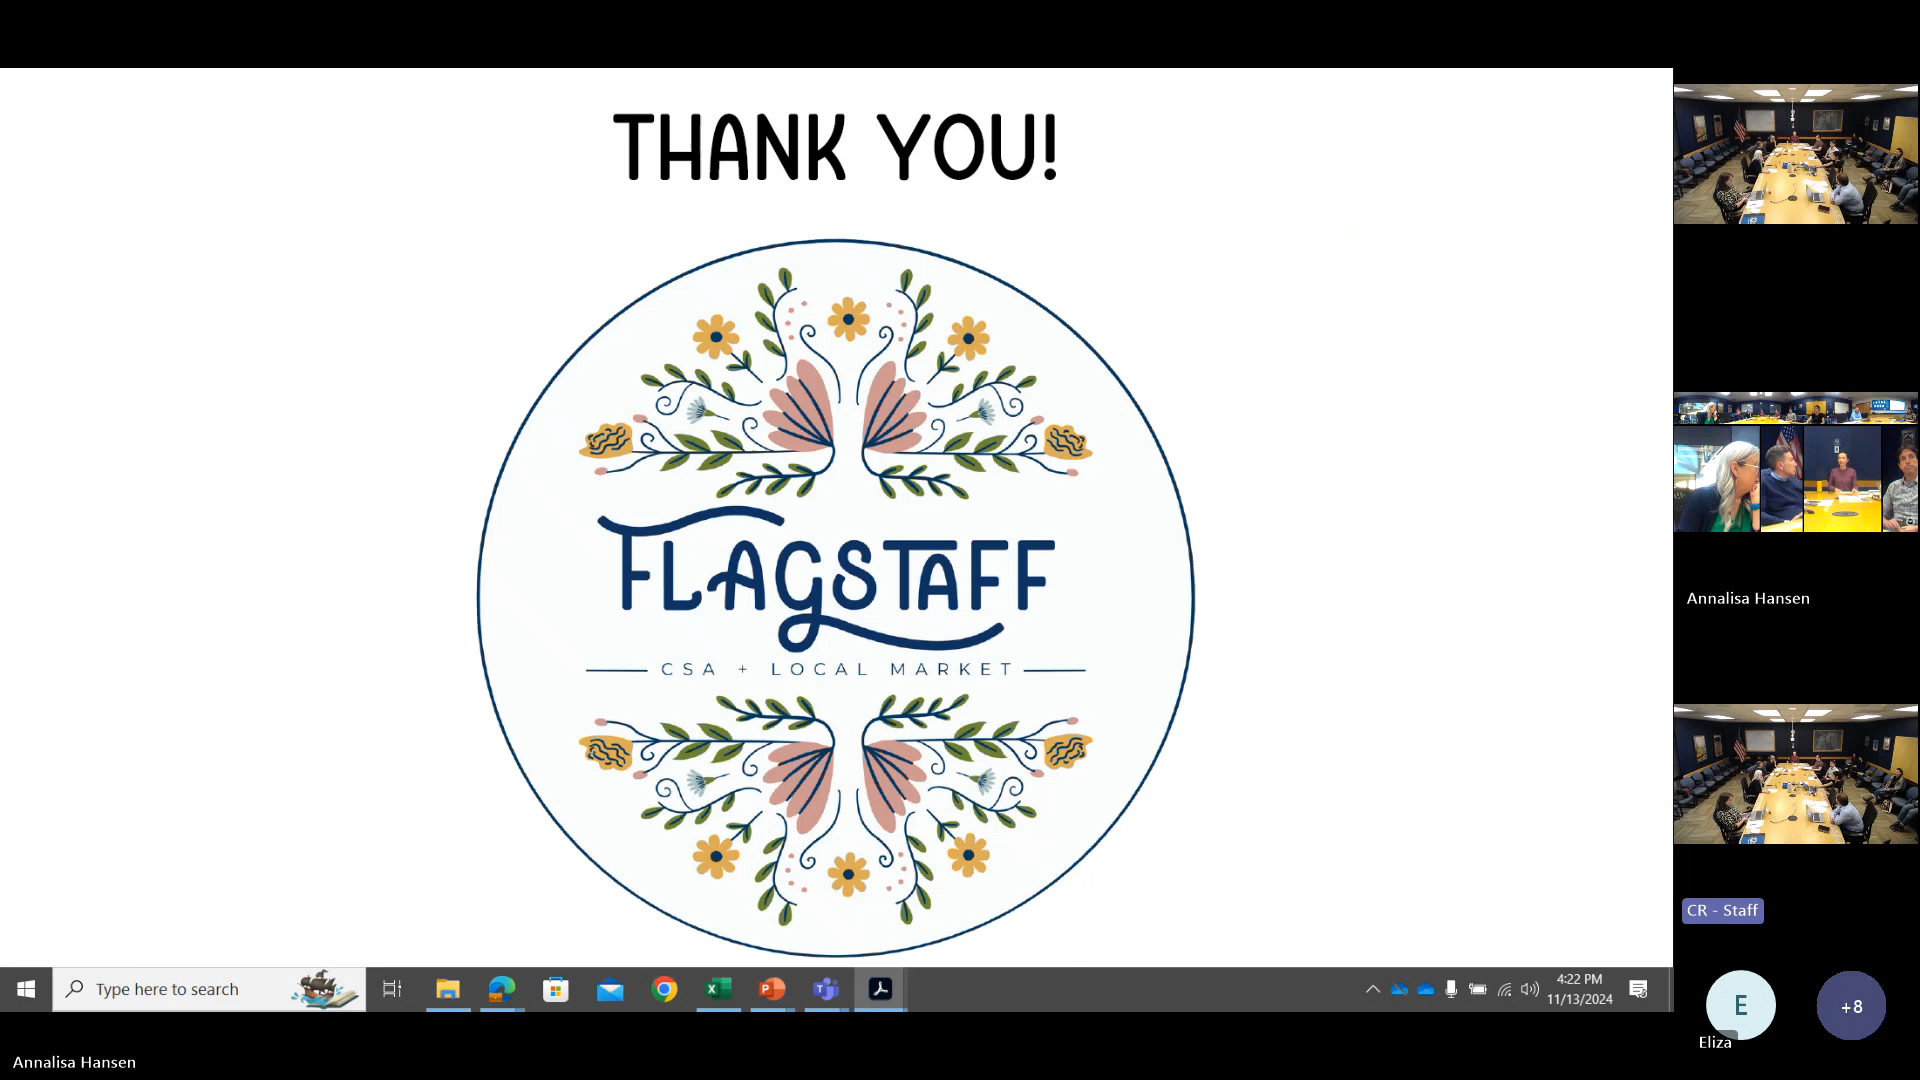 THANK YOU!
FLAGSTAFF
CSA + LOCAL MARKET
Type here to search
4:22 PM
11/13/2024
Annalisa Hansen
Annalisa Hansen
CR - Staff
E
Eliza
+8